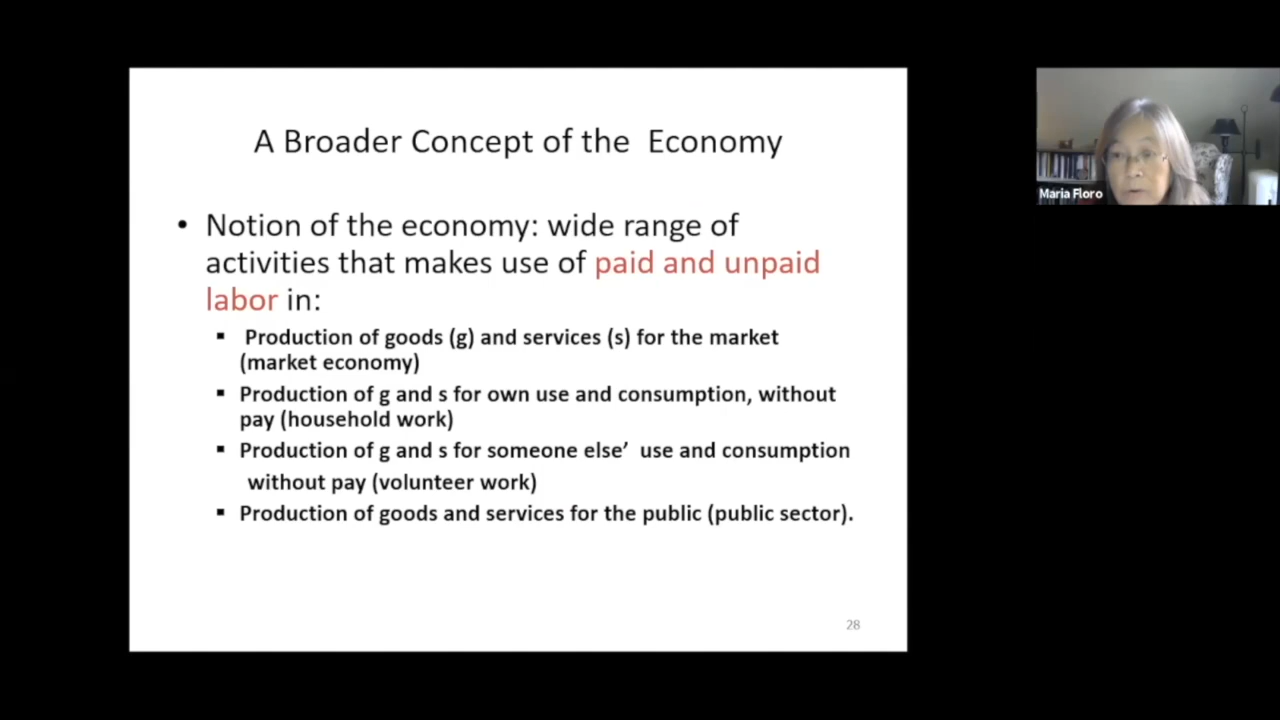 A Broader Concept of the Economy
• Notion of the economy: wide range of
activities that makes use of paid and unpaid
labor in:
▪ Production of goods (g) and services (s) for the market
(market economy)
▪ Production of g and s for own use and consumption, without
pay (household work)
▪ Production of g and s for someone else’ use and consumption
without pay (volunteer work)
▪ Production of goods and services for the public (public sector).
28
Maria Floro